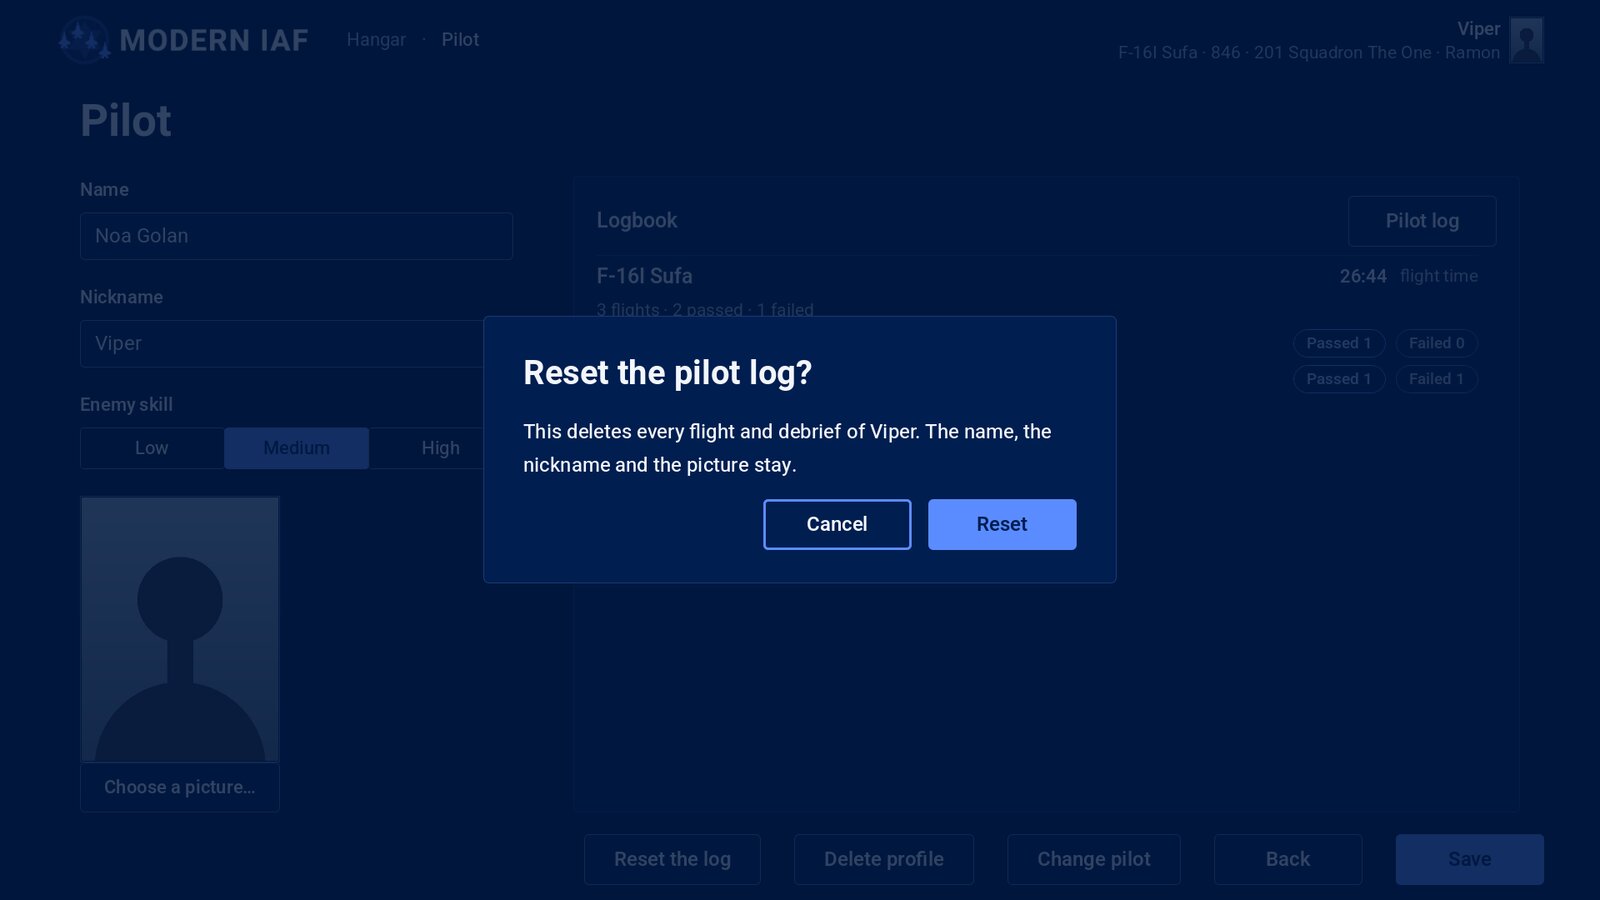 MODERN IAF
Hangar · Pilot
Viper
F-16I Sufa · 846 · 201 Squadron The One · Ramon
Pilot
Name
Noa Golan
Nickname
Viper
Enemy skill
Low Medium High
Choose a picture...
Logbook
Pilot log
F-16I Sufa
26:44 flight time
3 flights · 2 passed · 1 failed
Passed 1 Failed 0
Passed 1 Failed 1
Reset the pilot log?
This deletes every flight and debrief of Viper. The name, the
nickname and the picture stay.
Cancel Reset
Reset the log Delete profile Change pilot Back Save